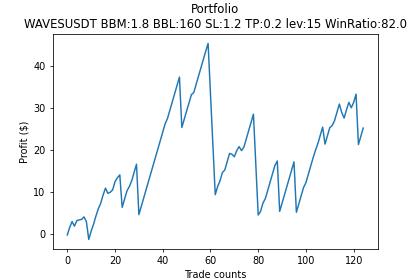 Portfolio
WAVESUSDT BBM:1.8 BBL:160 SL:1.2 TP:0.2 lev:15 WinRatio:82.0
Profit ($)
40
30
20
10
0
0 20 40 60 80 100 120
Trade counts